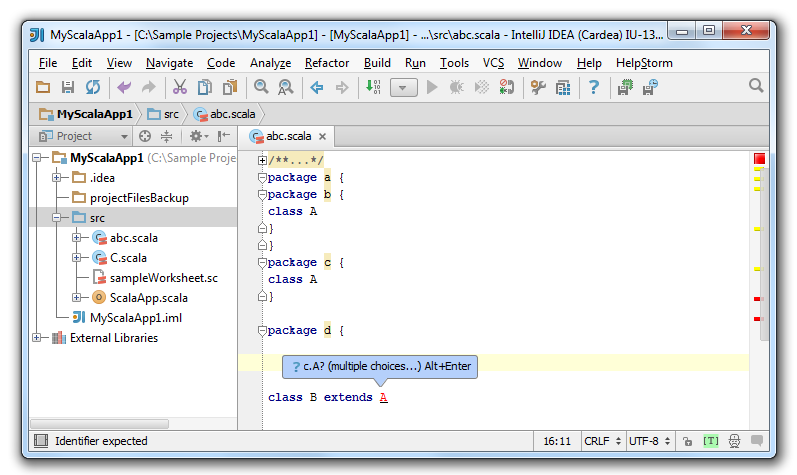 MyScalaApp1 - [C:\Sample Projects\MyScalaApp1] - [MyScalaApp1] - ...\src\abc.scala - IntelliJ IDEA (Cardea) IU-13
File Edit View Navigate Code Analyze Refactor Build Run Tools VCS Window Help HelpStorm
MyScalaApp1 src abc.scala
Project
abc.scala
MyScalaApp1 (C:\Sample Proje
.idea
projectFilesBackup
src
abc.scala
C.scala
sampleWorksheet.sc
ScalaApp.scala
MyScalaApp1.iml
External Libraries
/**...*/
package a {
package b {
class A
}
}
package c {
class A
}
package d {
? c.A? (multiple choices...) Alt+Enter
class B extends A
Identifier expected
16:11 CRLF UTF-8 [T]